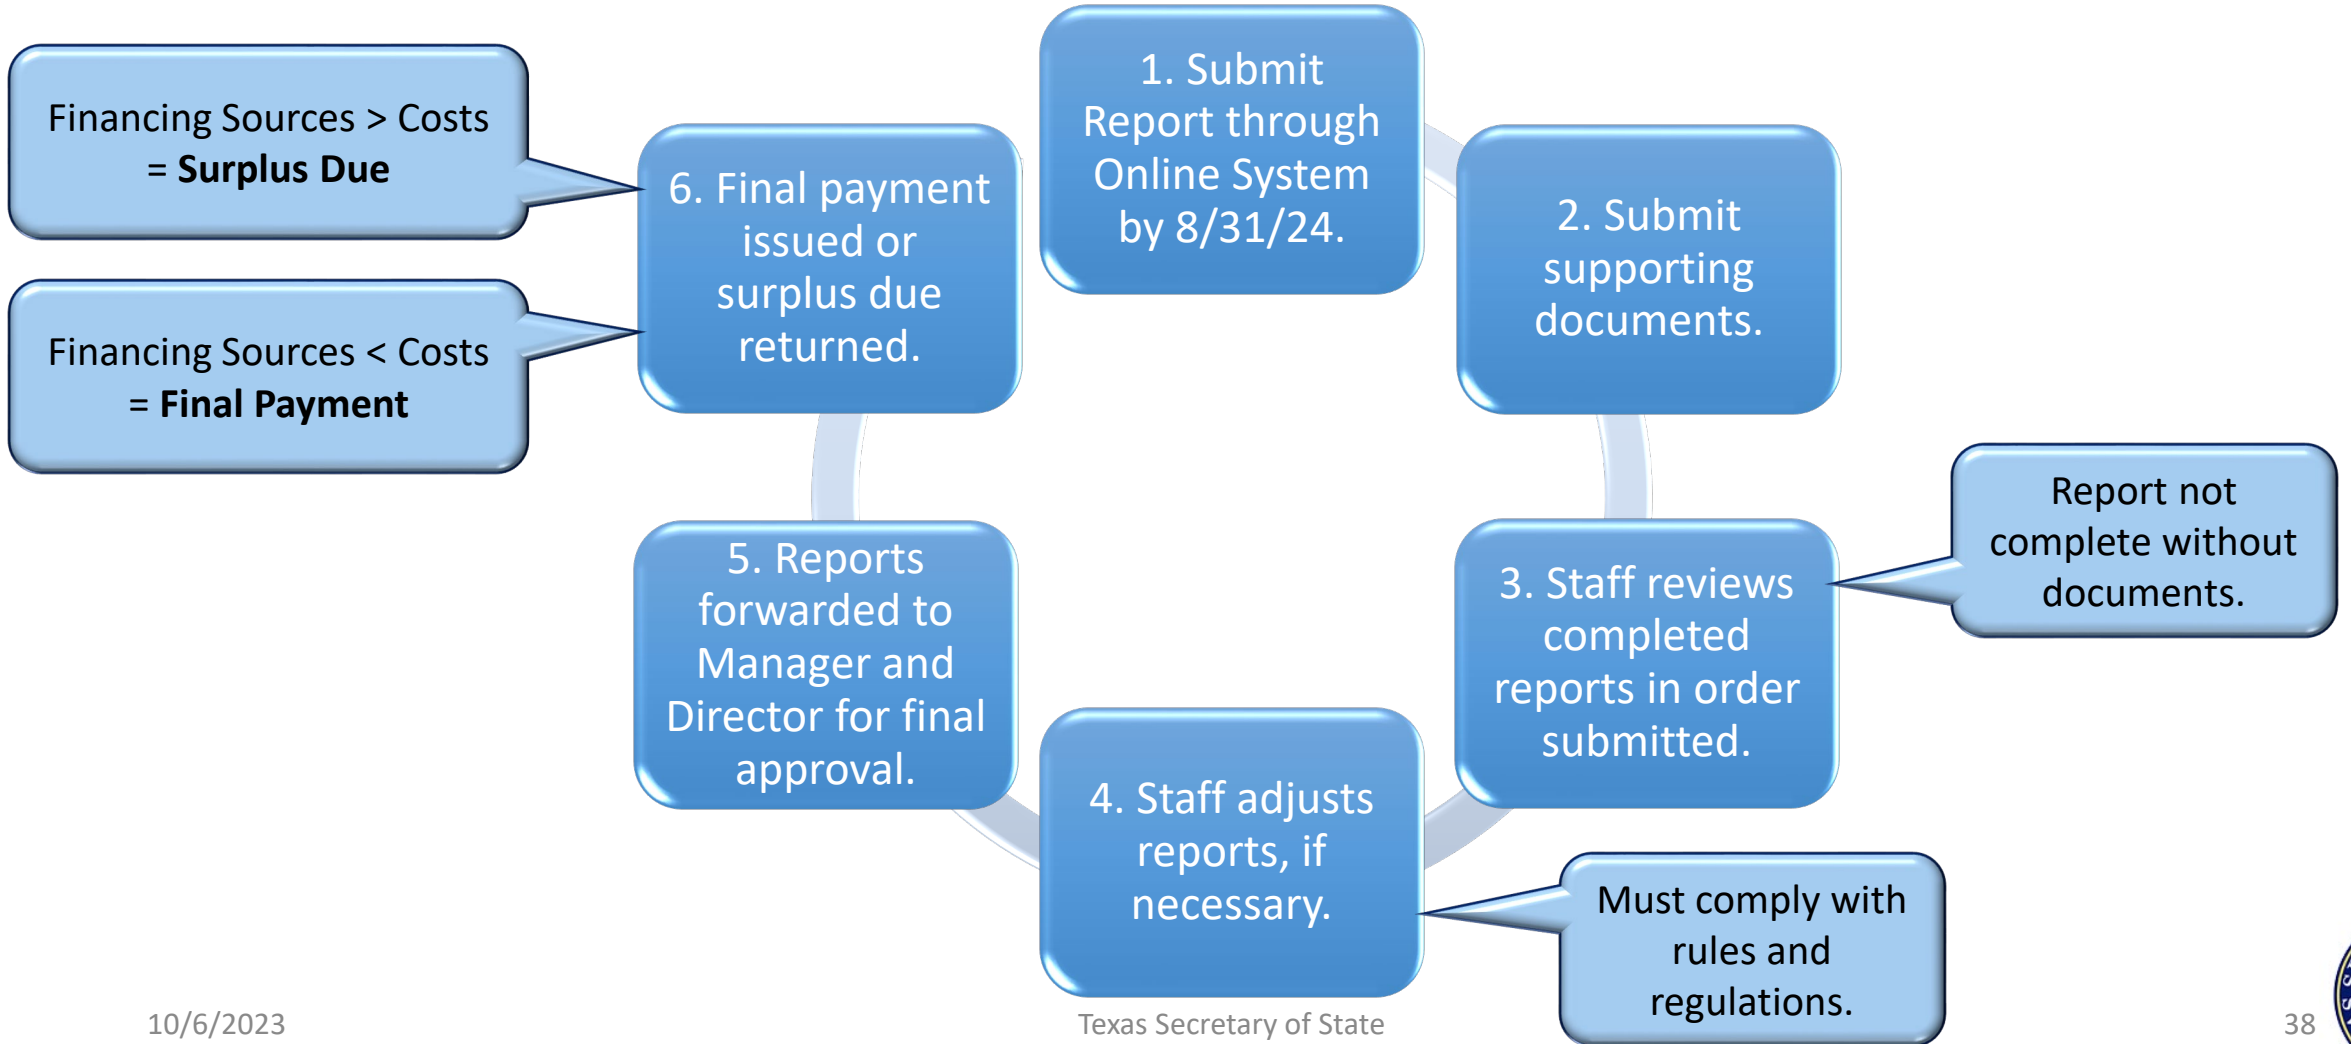 1. Submit
Report through
Online System
by 8/31/24.
2. Submit
supporting
documents.
3. Staff reviews
completed
reports in order
submitted.
Report not
complete without
documents.
4. Staff adjusts
reports, if
necessary.
Must comply with
rules and
regulations.
5. Reports
forwarded to
Manager and
Director for final
approval.
6. Final payment
issued or
surplus due
returned.
Financing Sources > Costs
= Surplus Due
Financing Sources < Costs
= Final Payment
10/6/2023
Texas Secretary of State
38